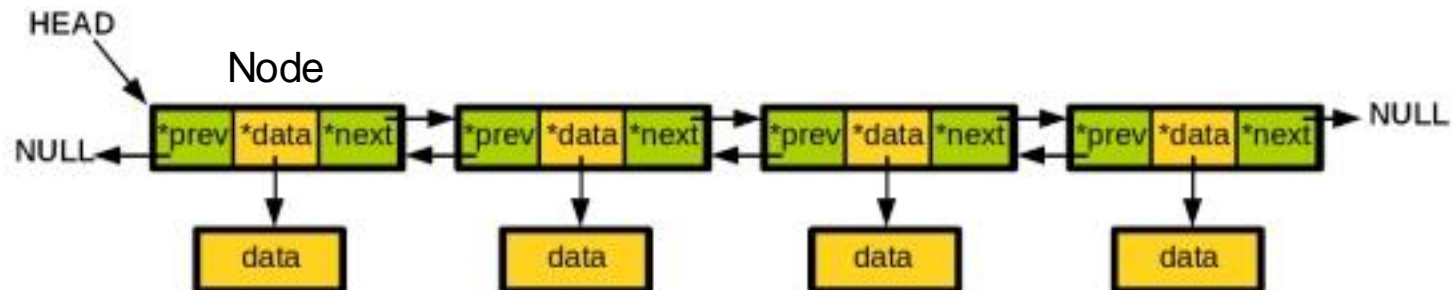 HEAD
Node
*prev *data *next *prev *data *next *prev *data *next *prev *data *next NULL
NULL
data data data data